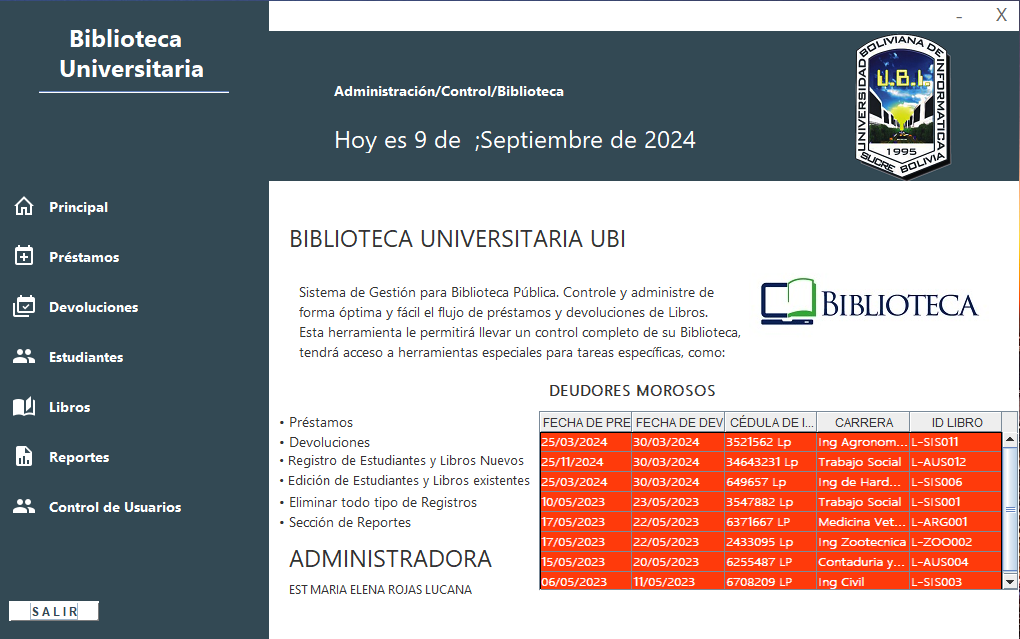 Biblioteca
Universitaria
- X
Administración/Control/Biblioteca
Hoy es 9 de  ;Septiembre de 2024
UNIVERSIDAD BOLIVIANA DE INFORMATICA
U.B.I.
1995
SUCRE BOLIVIA
Principal
Préstamos
Devoluciones
Estudiantes
Libros
Reportes
Control de Usuarios
SALIR
BIBLIOTECA UNIVERSITARIA UBI
Sistema de Gestión para Biblioteca Pública. Controle y administre de
forma óptima y fácil el flujo de préstamos y devoluciones de Libros.
Esta herramienta le permitirá llevar un control completo de su Biblioteca,
tendrá acceso a herramientas especiales para tareas específicas, como:
BIBLIOTECA
• Préstamos
• Devoluciones
• Registro de Estudiantes y Libros Nuevos
• Edición de Estudiantes y Libros existentes
• Eliminar todo tipo de Registros
• Sección de Reportes
ADMINISTRADORA
EST MARIA ELENA ROJAS LUCANA
DEUDORES MOROSOS
FECHA DE PRE FECHA DE DEV CÉDULA DE I... CARRERA ID LIBRO
25/03/2024 30/03/2024 3521562 Lp Ing Agronom... L-SIS011
25/11/2024 30/03/2024 34643231 Lp Trabajo Social L-AUS012
25/03/2024 30/03/2024 649657 Lp Ing de Hard... L-SIS006
10/05/2023 23/05/2023 3547882 Lp Trabajo Social L-SIS001
17/05/2023 22/05/2023 6371667 LP Medicina Vet... L-ARG001
17/05/2023 22/05/2023 2433095 Lp Ing Zootecnica L-ZOO002
15/05/2023 20/05/2023 6255487 LP Contaduria y... L-AUS004
06/05/2023 11/05/2023 6708209 LP Ing Civil L-SIS003